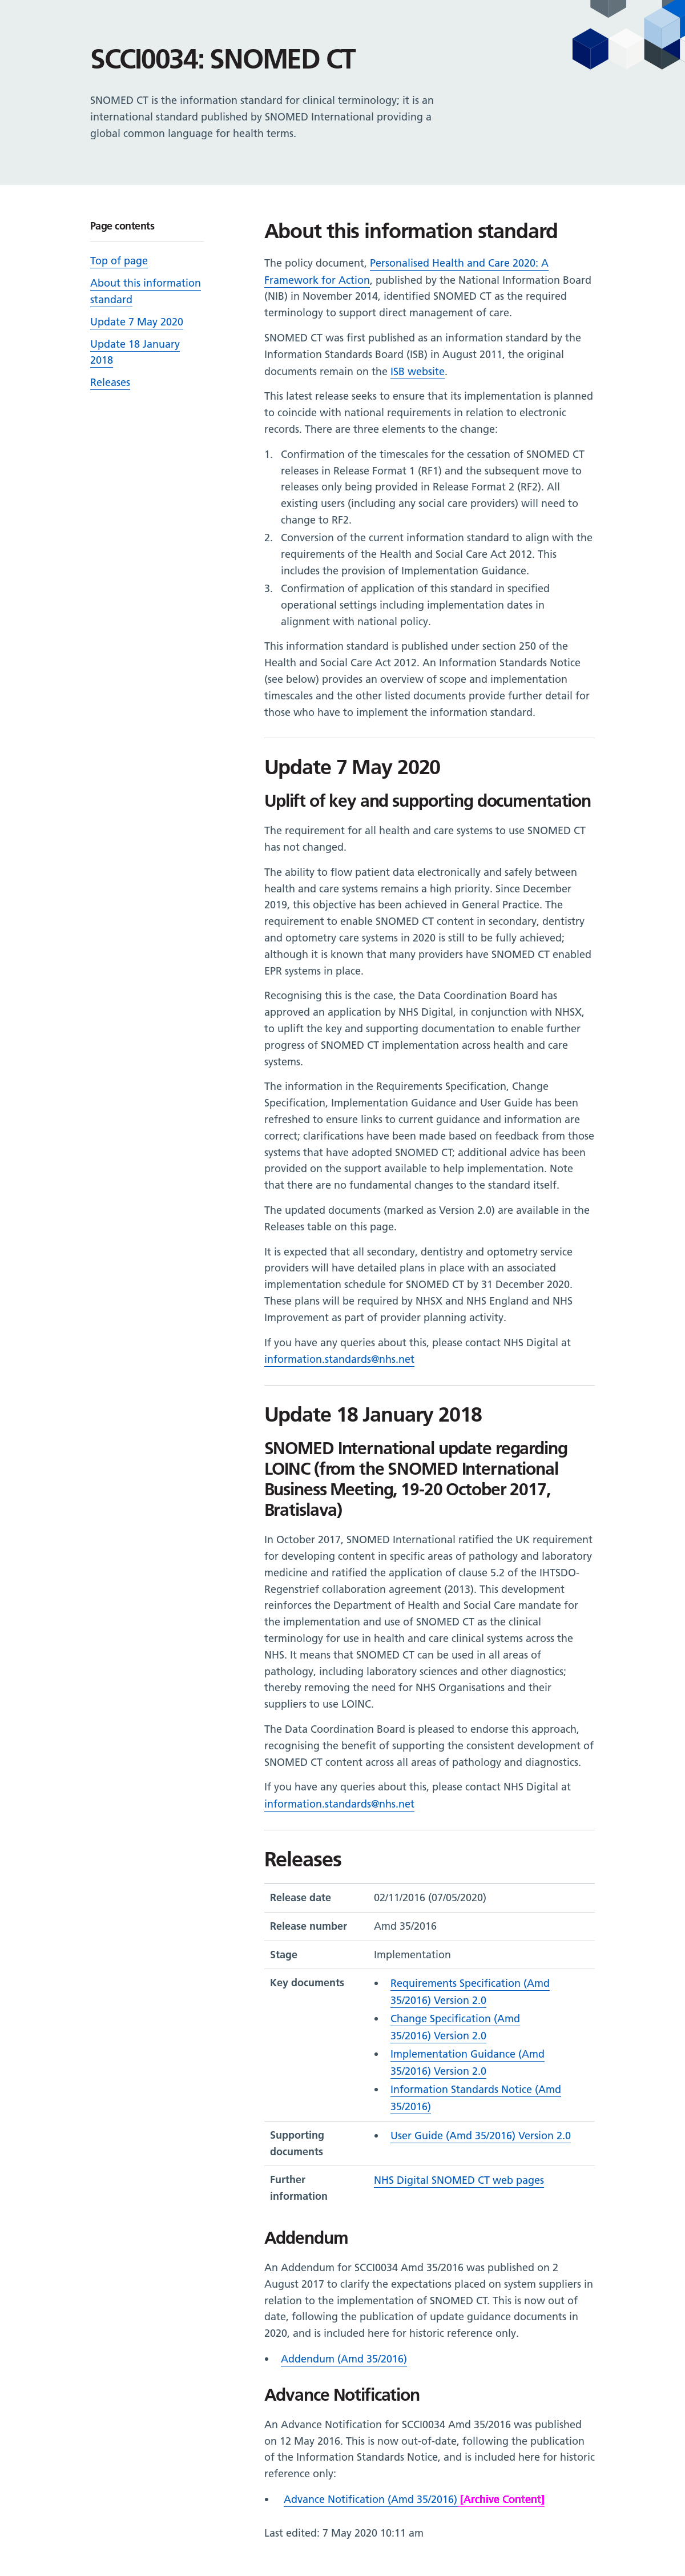 SCCI0034: SNOMED CT
SNOMED CT is the information standard for clinical terminology; it is an
international standard published by SNOMED International providing a
global common language for health terms.
Page contents
Top of page
About this information
standard
Update 7 May 2020
Update 18 January
2018
Releases
About this information standard
The policy document, Personalised Health and Care 2020: A
Framework for Action, published by the National Information Board
(NIB) in November 2014, identified SNOMED CT as the required
terminology to support direct management of care.
SNOMED CT was first published as an information standard by the
Information Standards Board (ISB) in August 2011, the original
documents remain on the ISB website.
This latest release seeks to ensure that its implementation is planned
to coincide with national requirements in relation to electronic
records. There are three elements to the change:
1. Confirmation of the timescales for the cessation of SNOMED CT
releases in Release Format 1 (RF1) and the subsequent move to
releases only being provided in Release Format 2 (RF2). All
existing users (including any social care providers) will need to
change to RF2.
2. Conversion of the current information standard to align with the
requirements of the Health and Social Care Act 2012. This
includes the provision of Implementation Guidance.
3. Confirmation of application of this standard in specified
operational settings including implementation dates in
alignment with national policy.
This information standard is published under section 250 of the
Health and Social Care Act 2012. An Information Standards Notice
(see below) provides an overview of scope and implementation
timescales and the other listed documents provide further detail for
those who have to implement the information standard.
Update 7 May 2020
Uplift of key and supporting documentation
The requirement for all health and care systems to use SNOMED CT
has not changed.
The ability to flow patient data electronically and safely between
health and care systems remains a high priority. Since December
2019, this objective has been achieved in General Practice. The
requirement to enable SNOMED CT content in secondary, dentistry
and optometry care systems in 2020 is still to be fully achieved;
although it is known that many providers have SNOMED CT enabled
EPR systems in place.
Recognising this is the case, the Data Coordination Board has
approved an application by NHS Digital, in conjunction with NHSX,
to uplift the key and supporting documentation to enable further
progress of SNOMED CT implementation across health and care
systems.
The information in the Requirements Specification, Change
Specification, Implementation Guidance and User Guide has been
refreshed to ensure links to current guidance and information are
correct; clarifications have been made based on feedback from those
systems that have adopted SNOMED CT; additional advice has been
provided on the support available to help implementation. Note
that there are no fundamental changes to the standard itself.
The updated documents (marked as Version 2.0) are available in the
Releases table on this page.
It is expected that all secondary, dentistry and optometry service
providers will have detailed plans in place with an associated
implementation schedule for SNOMED CT by 31 December 2020.
These plans will be required by NHSX and NHS England and NHS
Improvement as part of provider planning activity.
If you have any queries about this, please contact NHS Digital at
information.standards@nhs.net
Update 18 January 2018
SNOMED International update regarding
LOINC (from the SNOMED International
Business Meeting, 19-20 October 2017,
Bratislava)
In October 2017, SNOMED International ratified the UK requirement
for developing content in specific areas of pathology and laboratory
medicine and ratified the application of clause 5.2 of the IHTSDO-
Regenstrief collaboration agreement (2013). This development
reinforces the Department of Health and Social Care mandate for
the implementation and use of SNOMED CT as the clinical
terminology for use in health and care clinical systems across the
NHS. It means that SNOMED CT can be used in all areas of
pathology, including laboratory sciences and other diagnostics;
thereby removing the need for NHS Organisations and their
suppliers to use LOINC.
The Data Coordination Board is pleased to endorse this approach,
recognising the benefit of supporting the consistent development of
SNOMED CT content across all areas of pathology and diagnostics.
If you have any queries about this, please contact NHS Digital at
information.standards@nhs.net
Releases
Release date 02/11/2016 (07/05/2020)
Release number Amd 35/2016
Stage Implementation
Key documents • Requirements Specification (Amd
35/2016) Version 2.0
• Change Specification (Amd
35/2016) Version 2.0
• Implementation Guidance (Amd
35/2016) Version 2.0
• Information Standards Notice (Amd
35/2016)
Supporting
documents
• User Guide (Amd 35/2016) Version 2.0
Further
information
NHS Digital SNOMED CT web pages
Addendum
An Addendum for SCCI0034 Amd 35/2016 was published on 2
August 2017 to clarify the expectations placed on system suppliers in
relation to the implementation of SNOMED CT. This is now out of
date, following the publication of update guidance documents in
2020, and is included here for historic reference only.
• Addendum (Amd 35/2016)
Advance Notification
An Advance Notification for SCCI0034 Amd 35/2016 was published
on 12 May 2016. This is now out-of-date, following the publication
of the Information Standards Notice, and is included here for historic
reference only:
• Advance Notification (Amd 35/2016) [Archive Content]
Last edited: 7 May 2020 10:11 am